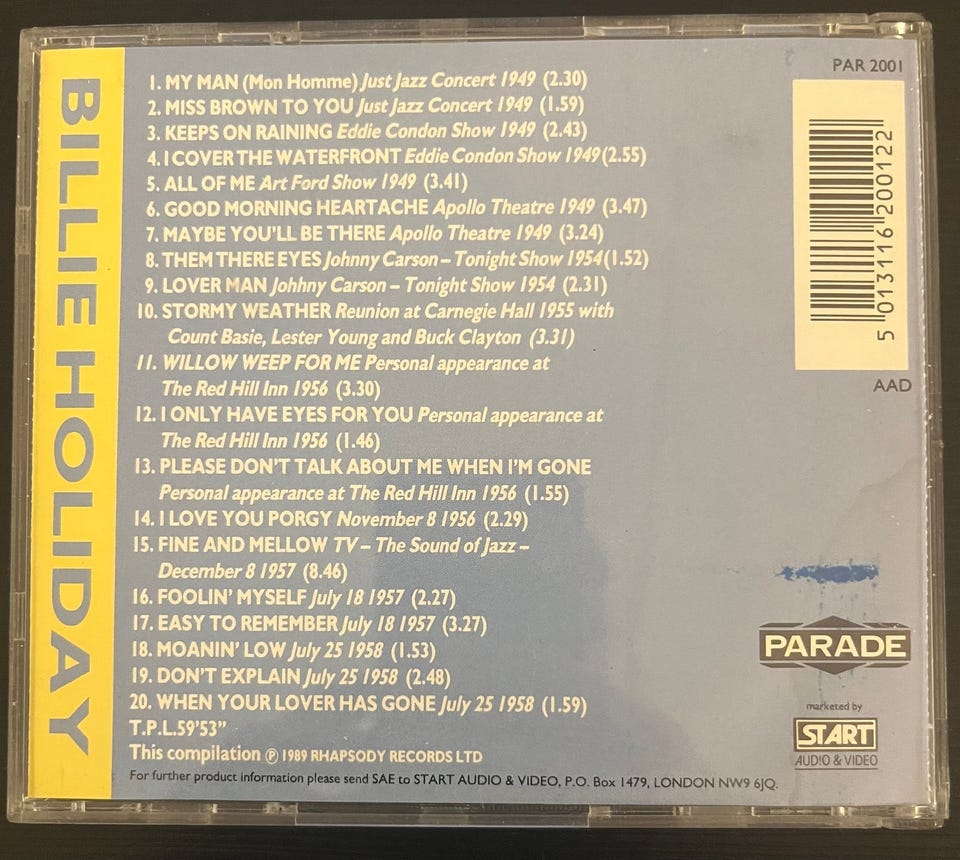 BILLIE HOLIDAY
PAR 2001
1. MY MAN (Mon Homme) Just Jazz Concert 1949 (2.30)
2. MISS BROWN TO YOU Just Jazz Concert 1949 (1.59)
3. KEEPS ON RAINING Eddie Condon Show 1949 (2.43)
4. I COVER THE WATERFRONT Eddie Condon Show 1949 (2.55)
5. ALL OF ME Art Ford Show 1949 (3.41)
6. GOOD MORNING HEARTACHE Apollo Theatre 1949 (3.47)
7. MAYBE YOU'LL BE THERE Apollo Theatre 1949 (3.24)
8. THEM THERE EYES Johnny Carson – Tonight Show 1954 (1.52)
9. LOVER MAN Johhny Carson – Tonight Show 1954 (2.31)
10. STORMY WEATHER Reunion at Carnegie Hall 1955 with
Count Basie, Lester Young and Buck Clayton (3.31)
11. WILLOW WEEP FOR ME Personal appearance at
The Red Hill Inn 1956 (3.30)
12. I ONLY HAVE EYES FOR YOU Personal appearance at
The Red Hill Inn 1956 (1.46)
13. PLEASE DON'T TALK ABOUT ME WHEN I'M GONE
Personal appearance at The Red Hill Inn 1956 (1.55)
14. I LOVE YOU PORGY November 8 1956 (2.29)
15. FINE AND MELLOW TV – The Sound of Jazz –
December 8 1957 (8.46)
16. FOOLIN' MYSELF July 18 1957 (2.27)
17. EASY TO REMEMBER July 18 1957 (3.27)
18. MOANIN' LOW July 25 1958 (1.53)
19. DON'T EXPLAIN July 25 1958 (2.48)
20. WHEN YOUR LOVER HAS GONE July 25 1958 (1.59)
T.P.L.59'53"
This compilation ℗ 1989 RHAPSODY RECORDS LTD
For further product information please send SAE to START AUDIO & VIDEO, P.O. Box 1479, LONDON NW9 6JQ.
5 013116 200122
AAD
PARADE
marketed by
START
AUDIO & VIDEO